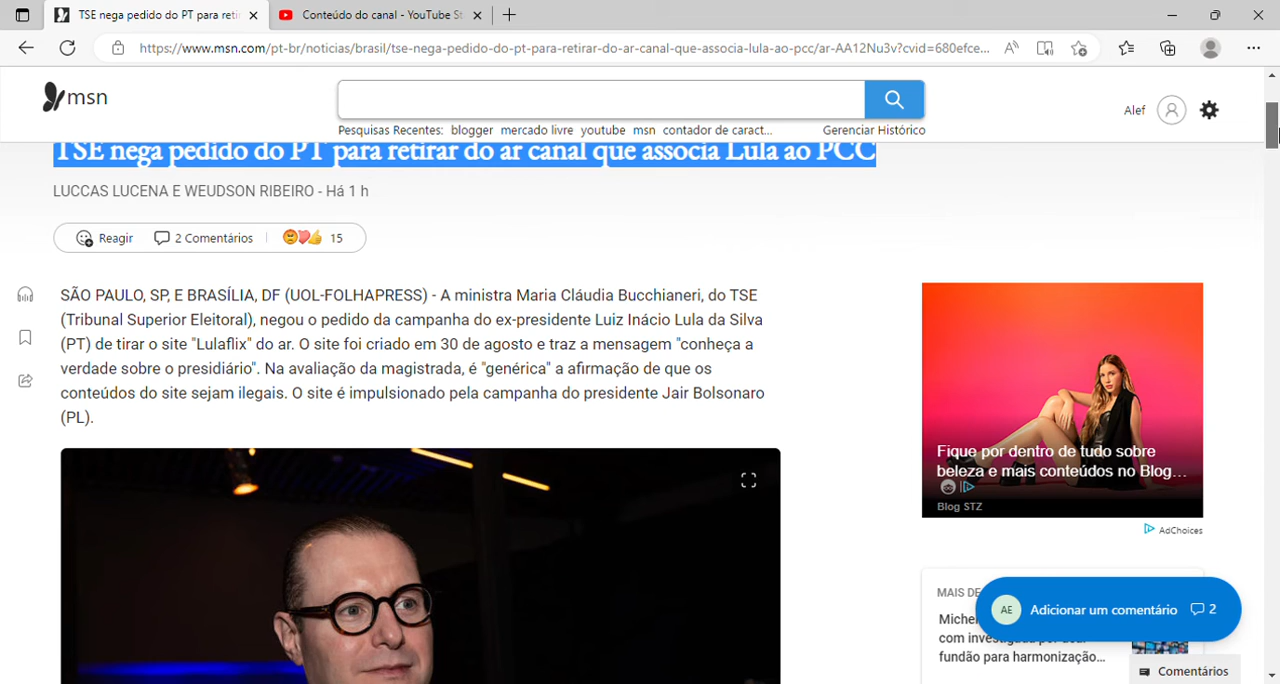 TSE nega pedido do PT para retir
Conteúdo do canal - YouTube St
https://www.msn.com/pt-br/noticias/brasil/tse-nega-pedido-do-pt-para-retirar-do-ar-canal-que-associa-lula-ao-pcc/ar-AA12Nu3v?cvid=680efce...
msn
Pesquisas Recentes: blogger mercado livre youtube msn contador de caract... Gerenciar Histórico
Alef
TSE nega pedido do PT para retirar do ar canal que associa Lula ao PCC
LUCCAS LUCENA E WEUDSON RIBEIRO - Há 1 h
Reagir 2 Comentários 15
SÃO PAULO, SP, E BRASÍLIA, DF (UOL-FOLHAPRESS) - A ministra Maria Cláudia Bucchianeri, do TSE
(Tribunal Superior Eleitoral), negou o pedido da campanha do ex-presidente Luiz Inácio Lula da Silva
(PT) de tirar o site "Lulaflix" do ar. O site foi criado em 30 de agosto e traz a mensagem "conheça a
verdade sobre o presidiário". Na avaliação da magistrada, é "genérica" a afirmação de que os
conteúdos do site sejam ilegais. O site é impulsionado pela campanha do presidente Jair Bolsonaro
(PL).
Fique por dentro de tudo sobre
beleza e mais conteúdos no Blog...
Blog STZ
AdChoices
MAIS DE
Michel
com investigada por usar
fundão para harmonização...
AE Adicionar um comentário 2
Comentários